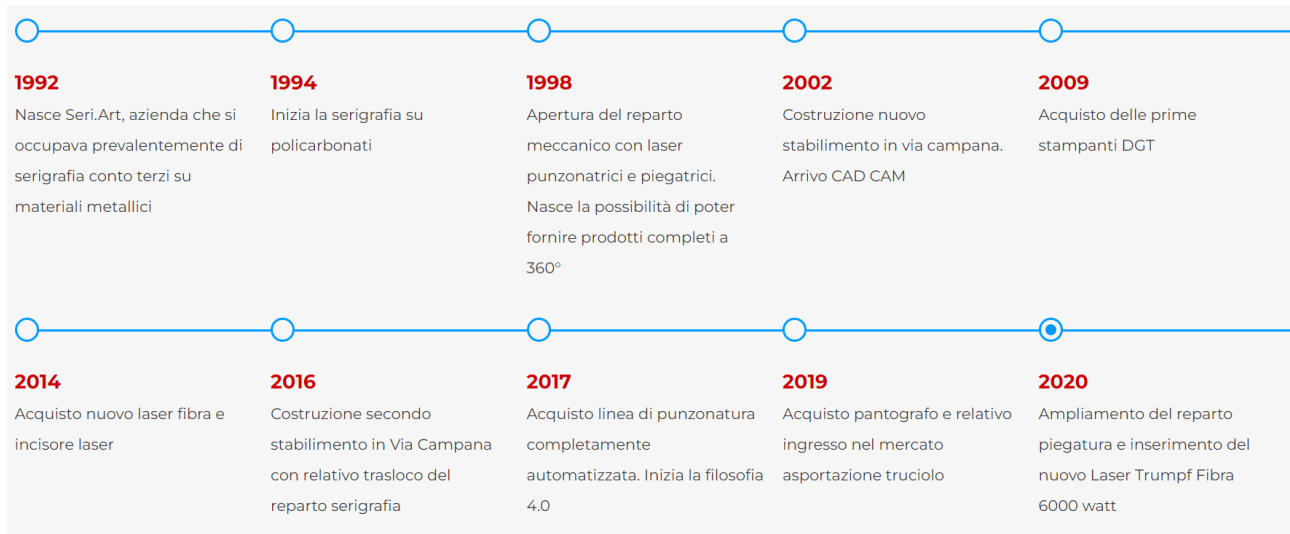 1992
Nasce Seri.Art, azienda che si
occupava prevalentemente di
serigrafia conto terzi su
materiali metallici
1994
Inizia la serigrafia su
policarbonati
1998
Apertura del reparto
meccanico con laser
punzonatrici e piegatrici.
Nasce la possibilità di poter
fornire prodotti completi a
360°
2002
Costruzione nuovo
stabilimento in via campana.
Arrivo CAD CAM
2009
Acquisto delle prime
stampanti DGT
2014
Acquisto nuovo laser fibra e
incisore laser
2016
Costruzione secondo
stabilimento in Via Campana
con relativo trasloco del
reparto serigrafia
2017
Acquisto linea di punzonatura
completamente
automatizzata. Inizia la filosofia
4.0
2019
Acquisto pantografo e relativo
ingresso nel mercato
asportazione truciolo
2020
Ampliamento del reparto
piegatura e inserimento del
nuovo Laser Trumpf Fibra
6000 watt